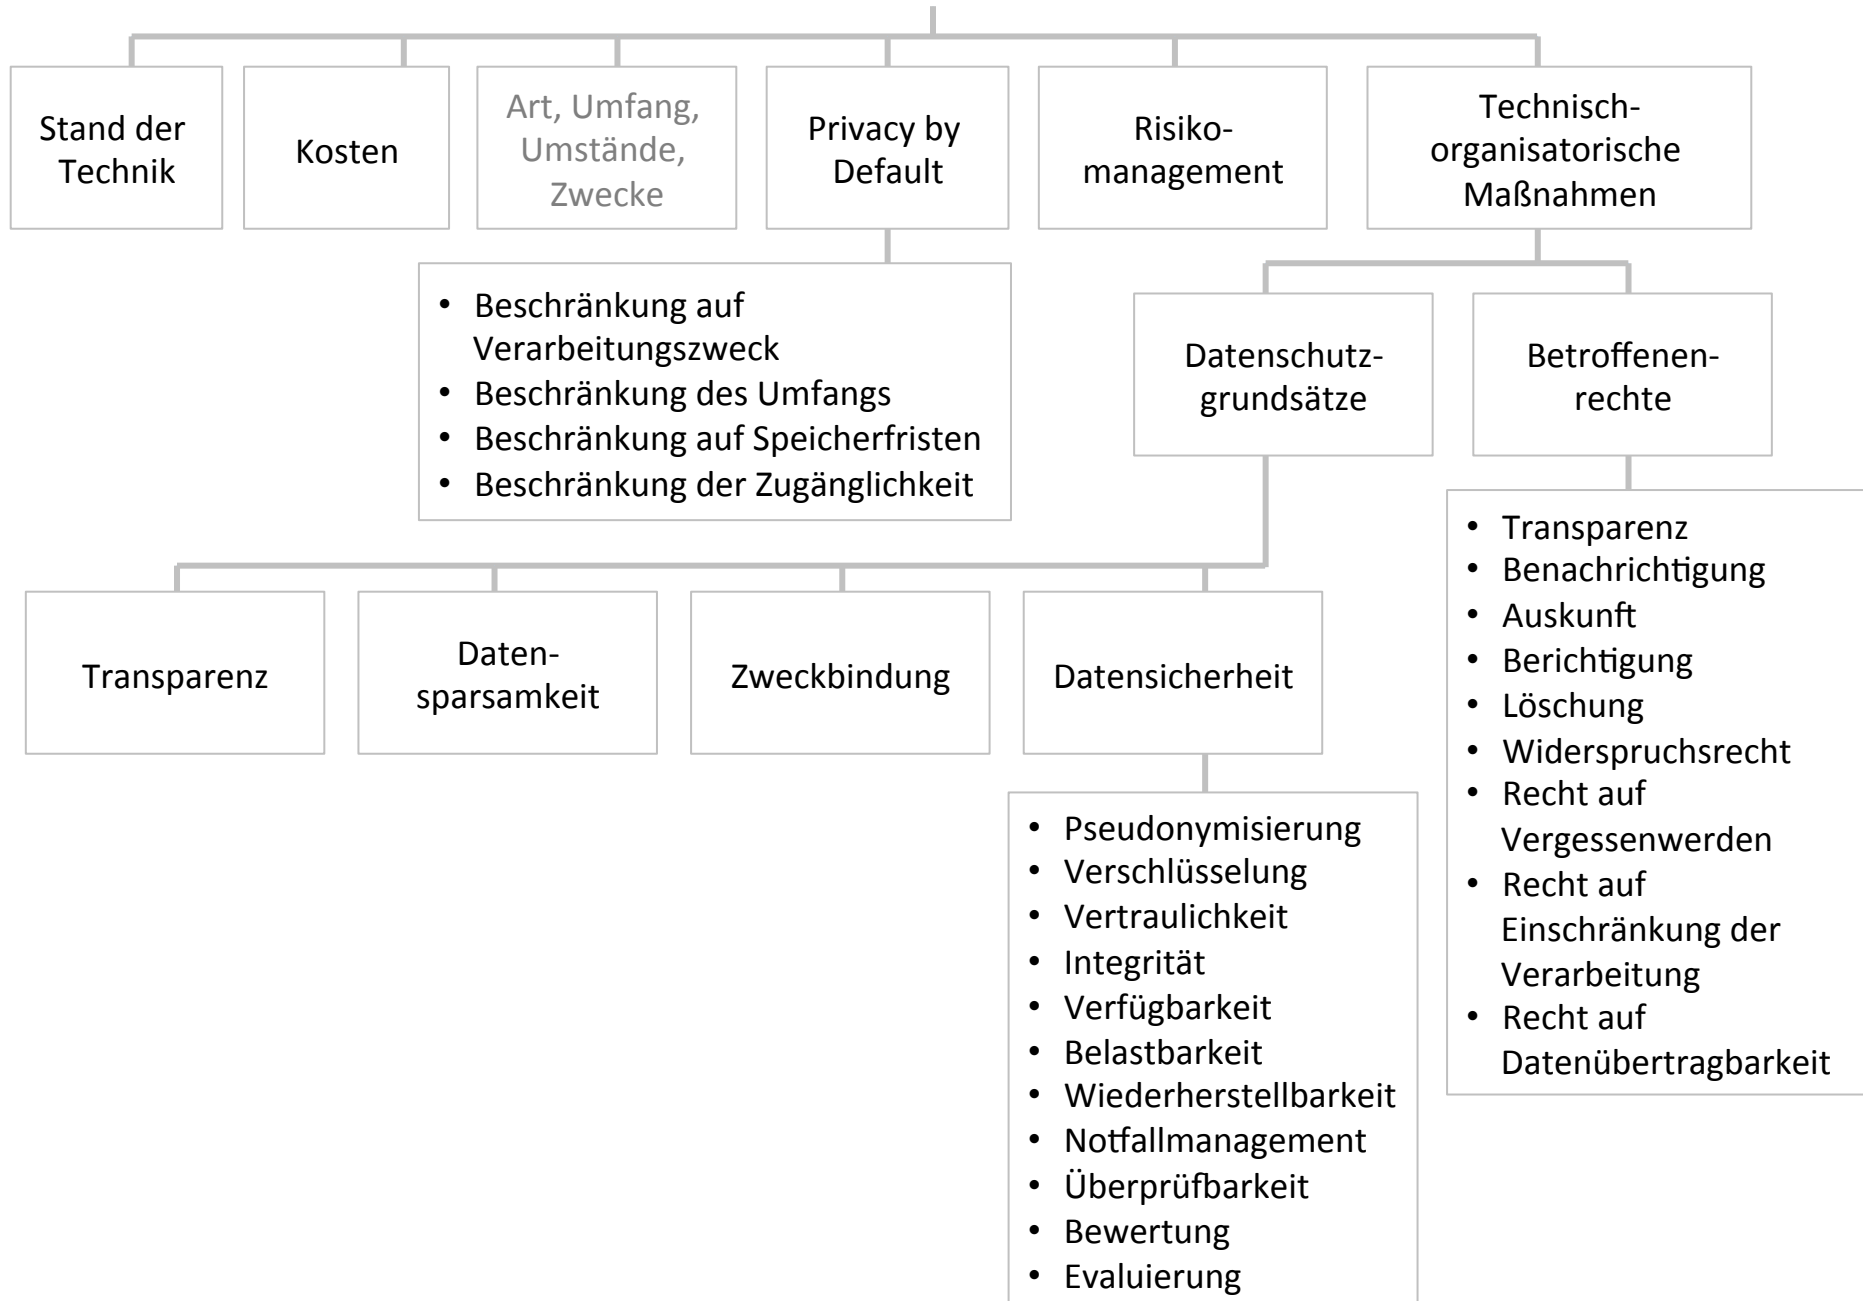 Stand der
Technik
Kosten
Art, Umfang,
Umstände,
Zwecke
Privacy by
Default
Risiko-
management
Technisch-
organisatorische
Maßnahmen
• Beschränkung auf
Verarbeitungszweck
• Beschränkung des Umfangs
• Beschränkung auf Speicherfristen
• Beschränkung der Zugänglichkeit
Datenschutz-
grundsätze
Betroffenen-
rechte
• Transparenz
• Benachrichtigung
• Auskunft
• Berichtigung
• Löschung
• Widerspruchsrecht
• Recht auf
Vergessenwerden
• Recht auf
Einschränkung der
Verarbeitung
• Recht auf
Datenübertragbarkeit
Transparenz
Daten-
sparsamkeit
Zweckbindung
Datensicherheit
• Pseudonymisierung
• Verschlüsselung
• Vertraulichkeit
• Integrität
• Verfügbarkeit
• Belastbarkeit
• Wiederherstellbarkeit
• Notfallmanagement
• Überprüfbarkeit
• Bewertung
• Evaluierung